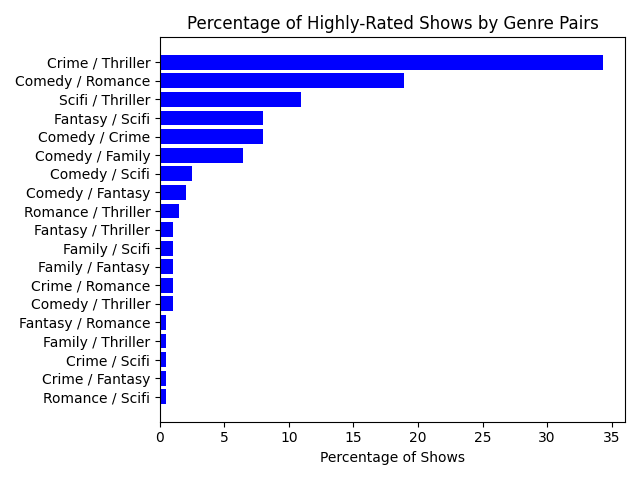 Percentage of Highly-Rated Shows by Genre Pairs
Crime / Thriller
Comedy / Romance
Scifi / Thriller
Fantasy / Scifi
Comedy / Crime
Comedy / Family
Comedy / Scifi
Comedy / Fantasy
Romance / Thriller
Fantasy / Thriller
Family / Scifi
Family / Fantasy
Crime / Romance
Comedy / Thriller
Fantasy / Romance
Family / Thriller
Crime / Scifi
Crime / Fantasy
Romance / Scifi
0 5 10 15 20 25 30 35
Percentage of Shows